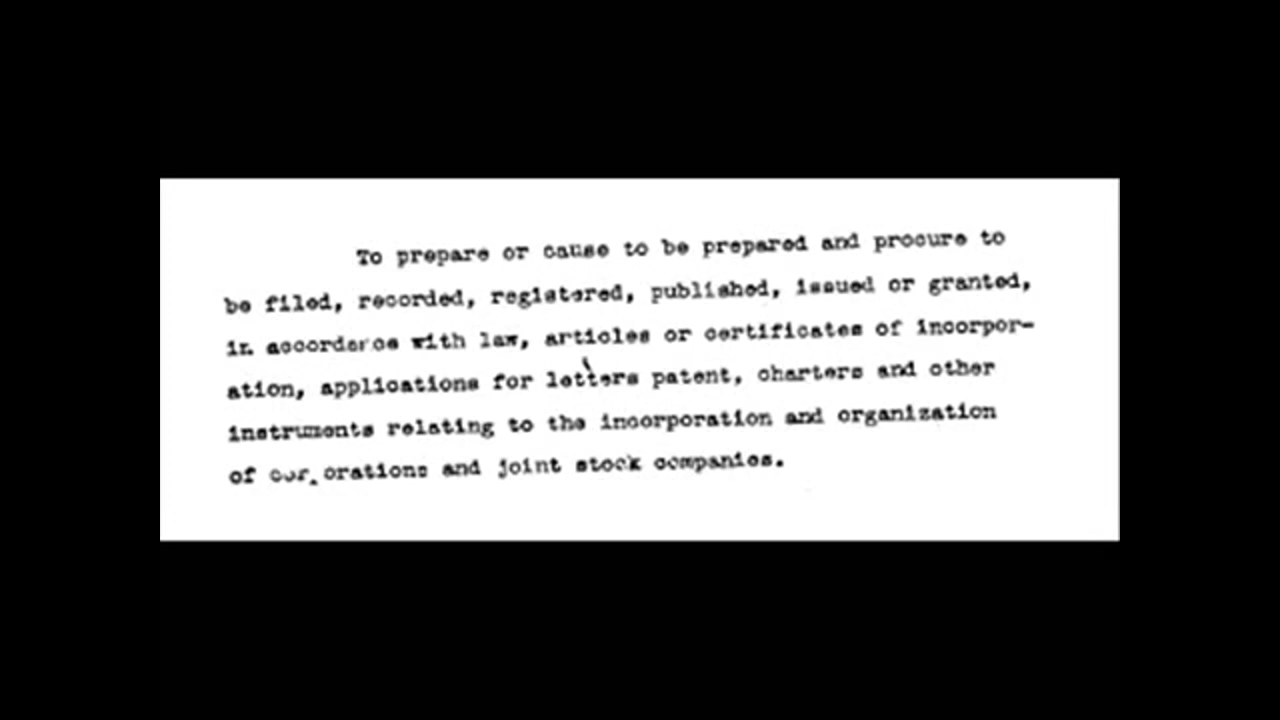 To prepare or cause to be prepared and procure to
be filed, recorded, registered, published, issued or granted,
in accordance with law, articles or certificates of incorpor-
ation, applications for letters patent, charters and other
instruments relating to the incorporation and organization
of corporations and joint stock companies.